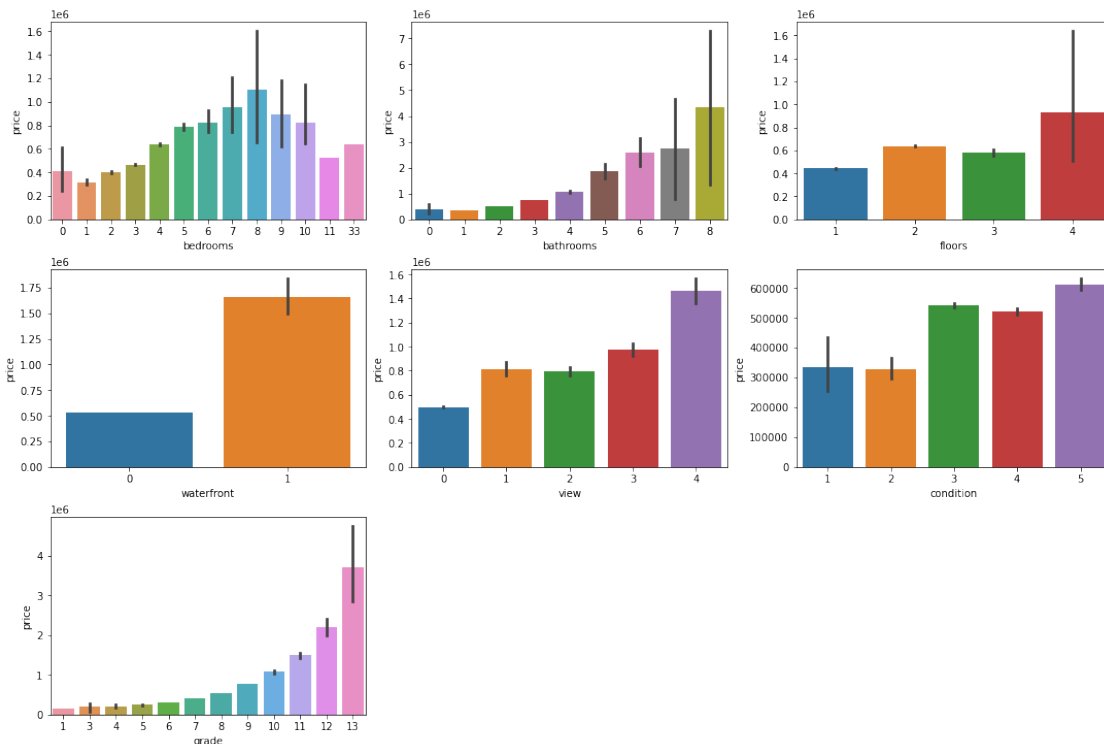 1e6
1.6
1.4
1.2
1.0
0.8
0.6
0.4
0.2
0.0
price
0 1 2 3 4 5 6 7 8 9 10 11 33
bedrooms
1e6
7
6
5
4
3
2
1
0
price
0 1 2 3 4 5 6 7 8
bathrooms
1e6
1.6
1.4
1.2
1.0
0.8
0.6
0.4
0.2
0.0
price
1 2 3 4
floors
1e6
1.75
1.50
1.25
1.00
0.75
0.50
0.25
0.00
price
0 1
waterfront
1e6
1.6
1.4
1.2
1.0
0.8
0.6
0.4
0.2
0.0
price
0 1 2 3 4
view
600000
500000
400000
300000
200000
100000
0
price
1 2 3 4 5
condition
1e6
4
3
2
1
0
price
1 3 4 5 6 7 8 9 10 11 12 13
grade